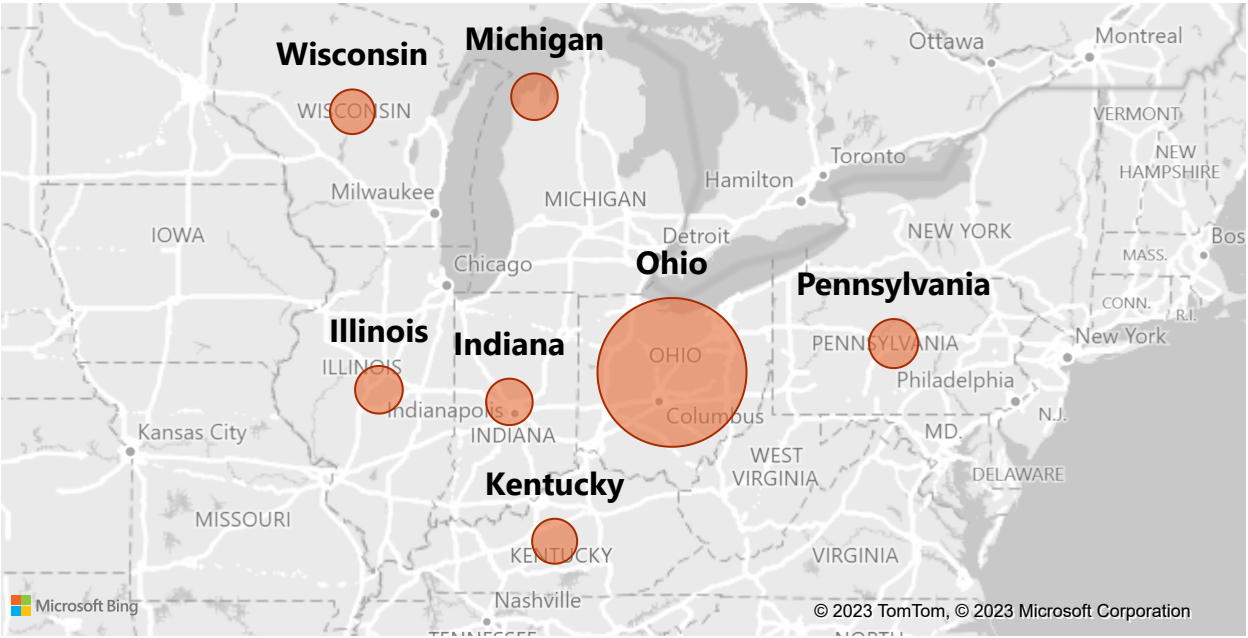 Michigan
Wisconsin
Ottawa
Montreal
WISCONSIN
VERMONT
Toronto
NEW
HAMPSHIRE
Milwaukee
Hamilton
MICHIGAN
IOWA
Detroit
NEW YORK
Bos
MASS.
Chicago
Ohio
Pennsylvania
CONN.
R.I.
Illinois
Indiana
New York
OHIO
PENNSYLVANIA
ILLINOIS
Philadelphia
Indianapolis
Columbus
N.J.
Kansas City
INDIANA
MD.
WEST
VIRGINIA
DELAWARE
Kentucky
MISSOURI
KENTUCKY
VIRGINIA
Nashville
Microsoft Bing
© 2023 TomTom, © 2023 Microsoft Corporation
TENNESSEE
NORTH